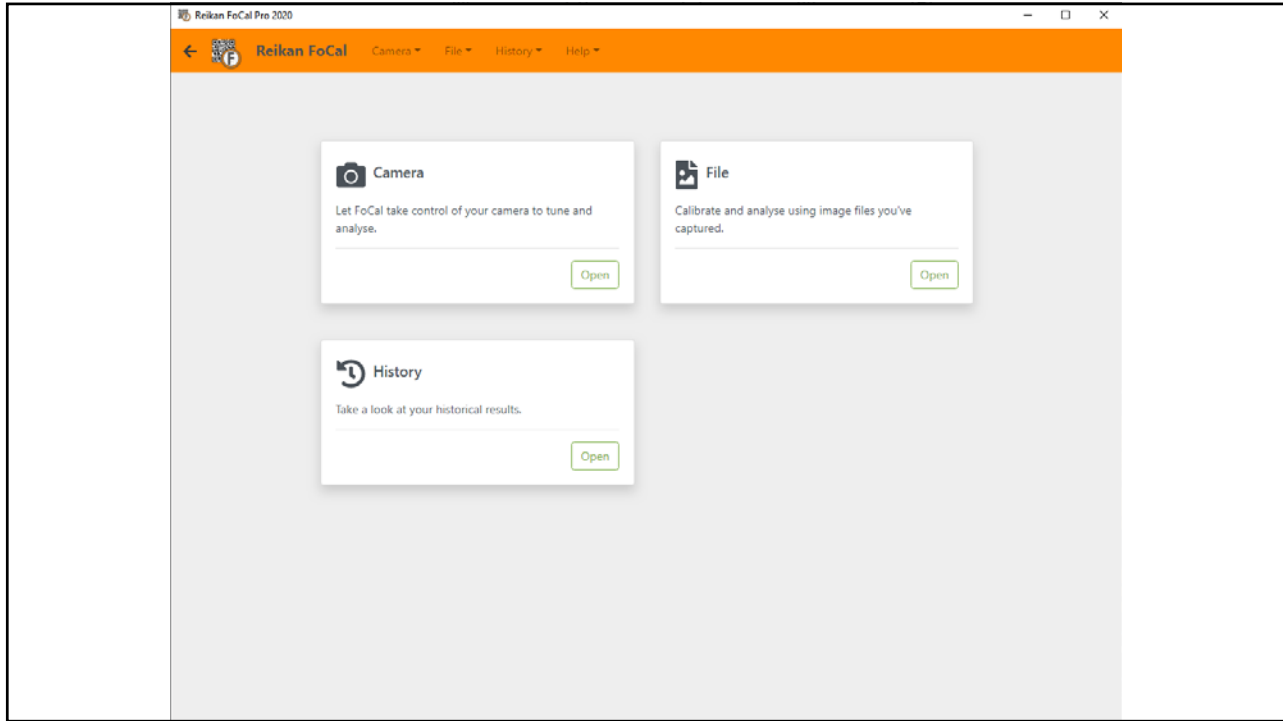 Reikan FoCal Pro 2020
Reikan FoCal Camera File History Help
Camera
Let FoCal take control of your camera to tune and
analyse.
Open
File
Calibrate and analyse using image files you've
captured.
Open
History
Take a look at your historical results.
Open